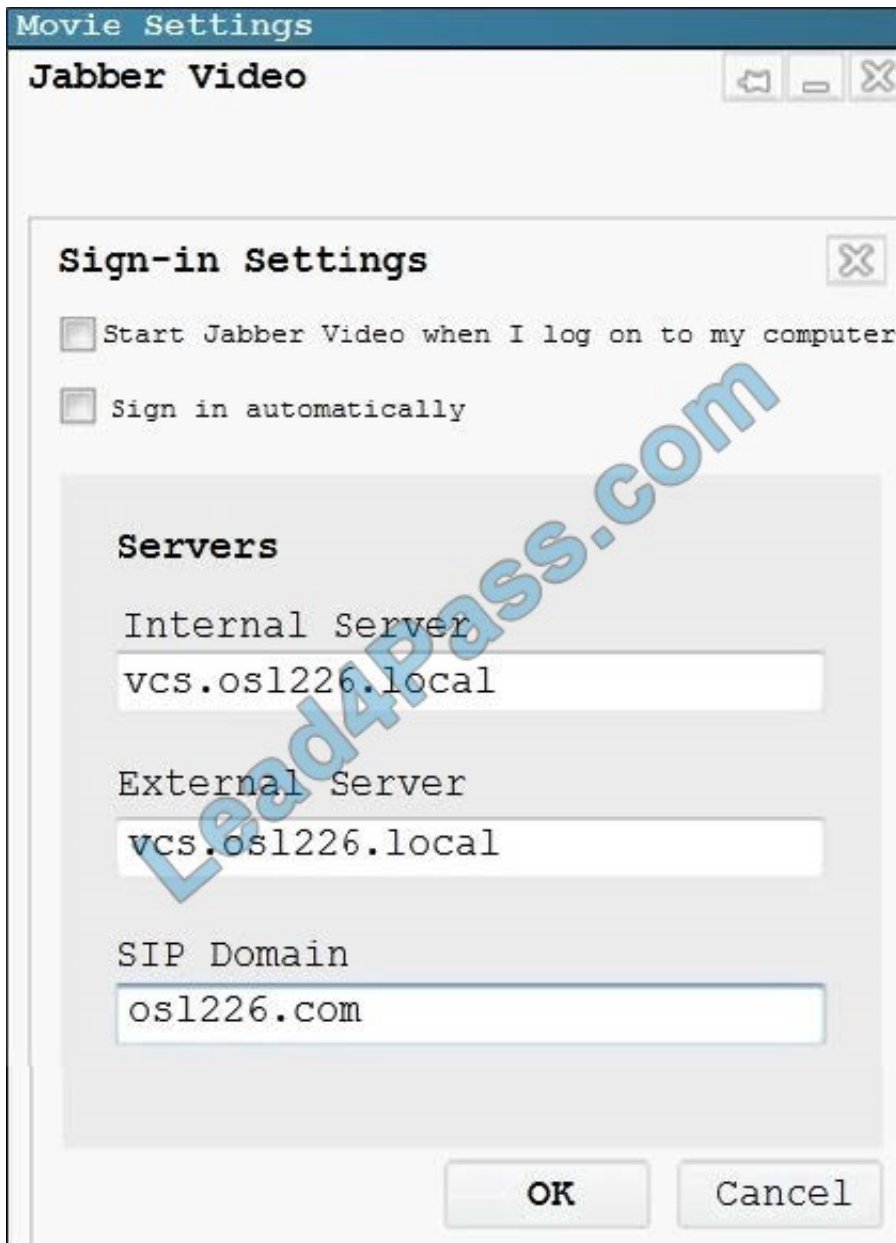 Movie Settings
Jabber Video
Sign-in Settings
Start Jabber Video when I log on to my computer
Sign in automatically
Servers
Internal Server
vcs.osl226.local
External Server
vcs.osl226.local
SIP Domain
osl226.com
OK
Cancel
Lead4Pass.com